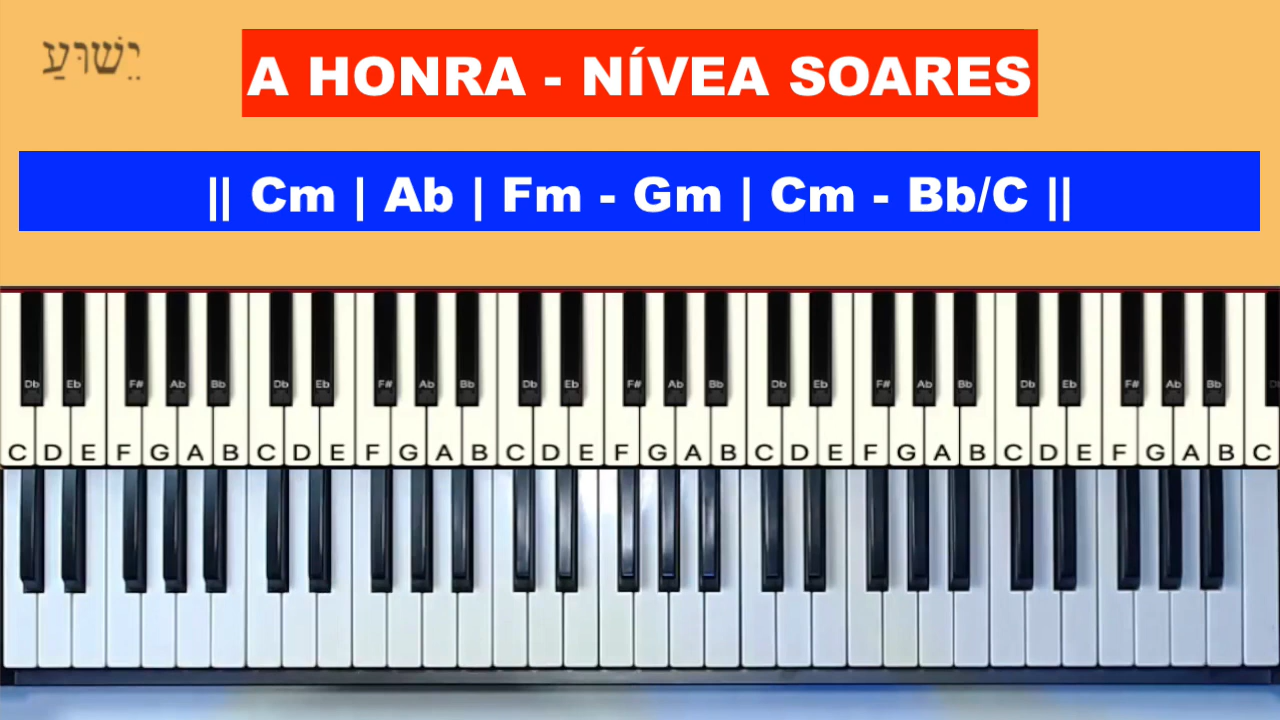 יֵשׁוּעַ
A HONRA - NÍVEA SOARES
|| Cm | Ab | Fm - Gm | Cm - Bb/C ||
Db Eb F# Ab Bb Db Eb F# Ab Bb Db Eb F# Ab Bb Db Eb F# Ab Bb Db Eb F# Ab Bb D
C D E F G A B C D E F G A B C D E F G A B C D E F G A B C D E F G A B C